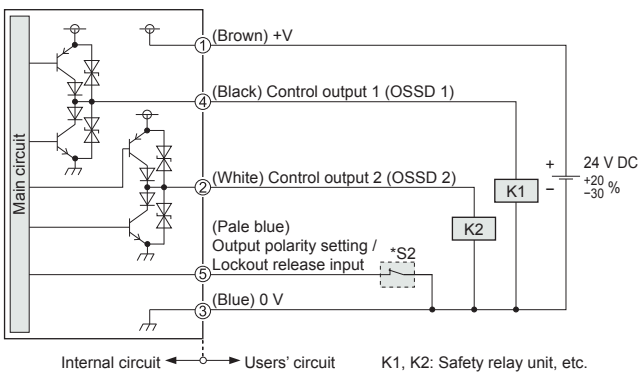 ① (Brown) +V
④ (Black) Control output 1 (OSSD 1)
Main circuit
+
−
24 V DC
+20
−30 %
K1
② (White) Control output 2 (OSSD 2)
K2
(Pale blue)
Output polarity setting /
⑤ Lockout release input
*S2
③ (Blue) 0 V
Internal circuit
Users' circuit
K1, K2: Safety relay unit, etc.